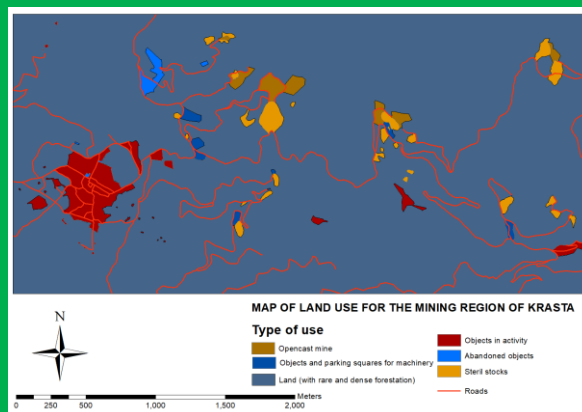 MAP OF LAND USE FOR THE MINING REGION OF KRASTA
Type of use
Opencast mine
Objects and parking squares for machinery
Land (with rare and dense forestation)
Objects in activity
Abandoned objects
Steril stocks
Roads
N
Meters
0 250 500 1,000 1,500 2,000